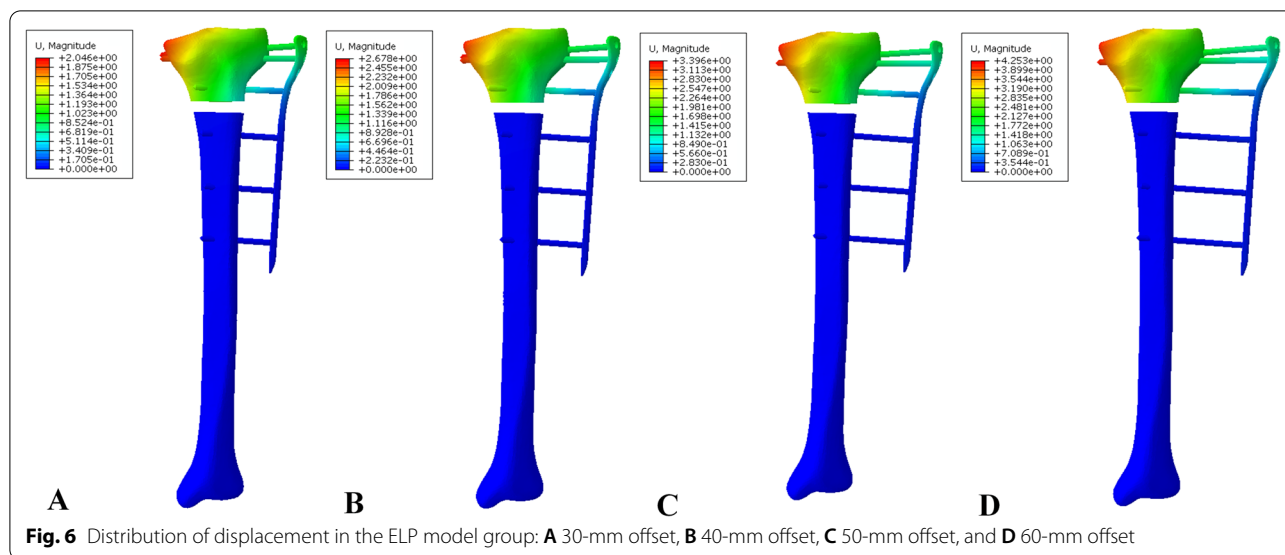 U, Magnitude
+2.046e+00
+1.875e+00
+1.705e+00
+1.534e+00
+1.364e+00
+1.193e+00
+1.023e+00
+8.524e-01
+6.819e-01
+5.114e-01
+3.409e-01
+1.705e-01
+0.000e+00
U, Magnitude
+2.678e+00
+2.455e+00
+2.232e+00
+2.009e+00
+1.786e+00
+1.562e+00
+1.339e+00
+1.116e+00
+8.928e-01
+6.696e-01
+4.464e-01
+2.232e-01
+0.000e+00
U, Magnitude
+3.396e+00
+3.113e+00
+2.830e+00
+2.547e+00
+2.264e+00
+1.981e+00
+1.698e+00
+1.415e+00
+1.132e+00
+8.490e-01
+5.660e-01
+2.830e-01
+0.000e+00
U, Magnitude
+4.253e+00
+3.899e+00
+3.544e+00
+3.190e+00
+2.835e+00
+2.481e+00
+2.127e+00
+1.772e+00
+1.418e+00
+1.063e+00
+7.089e-01
+3.544e-01
+0.000e+00
A
B
C
D
Fig. 6 Distribution of displacement in the ELP model group: A 30-mm offset, B 40-mm offset, C 50-mm offset, and D 60-mm offset